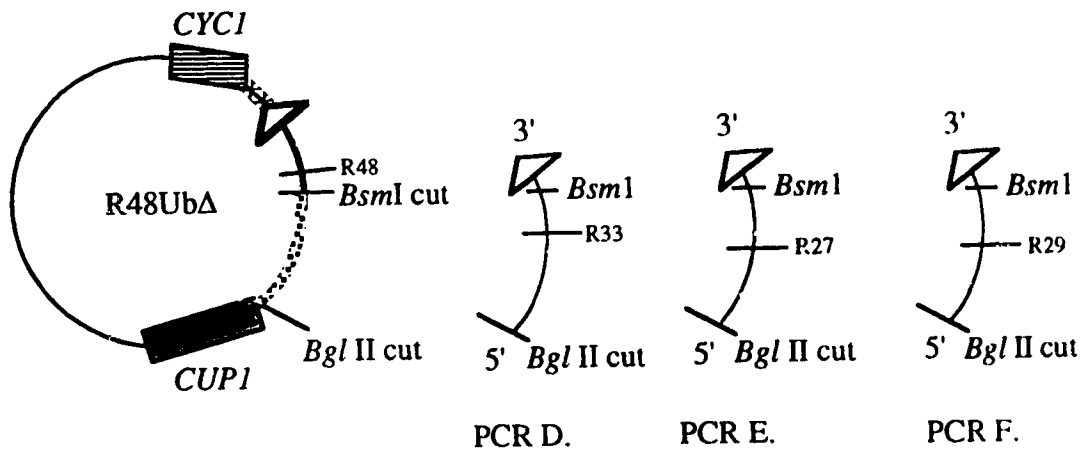 CYC1
R48
BsmI cut
R48UbΔ
Bgl II cut
CUP1
3'
Bsm1
R33
5' Bgl II cut
PCR D.
3'
Bsm1
R27
5' Bgl II cut
PCR E.
3'
Bsm1
R29
5' Bgl II cut
PCR F.